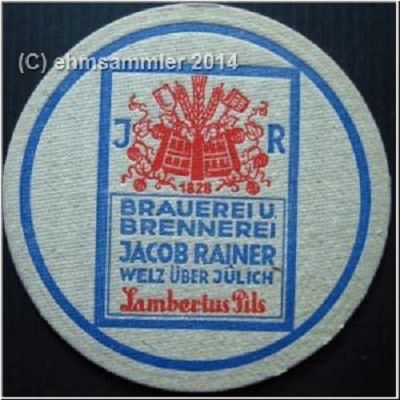 (C) ehmsammler 2014
J R
1828
BRAUEREI U.
BRENNEREI
JACOB RAINER
WELZ ÜBER JÜLICH
Lambertus Pils